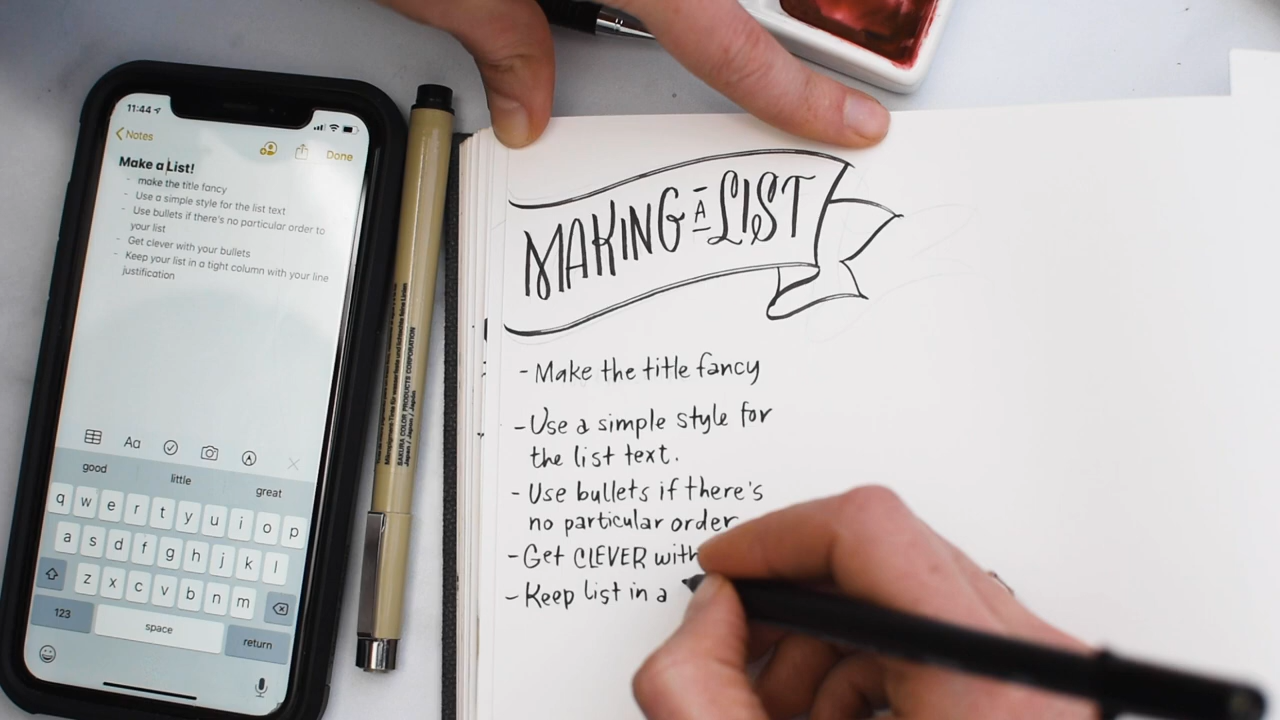 11:44
Notes
Done
Make a List!
- make the title fancy
- Use a simple style for the list text
- Use bullets if there's no particular order to
your list
- Get clever with your bullets
- Keep your list in a tight column with your line
justification
Aa
good little great
q w e r t y u i o p
a s d f g h j k l
z x c v b n m
123 space return
SAKURA COLOR PRODUCTS CORPORATION
MAKING A LIST
- Make the title fancy
- Use a simple style for
the list text.
- Use bullets if there's
no particular order
- Get CLEVER with
- Keep list in a